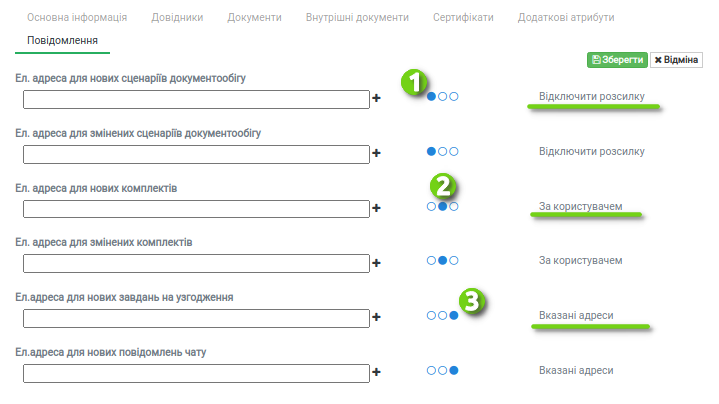 Основна інформація Довідники Документи Внутрішні документи Сертифікати Додаткові атрибути
Повідомлення
Зберегти Відміна
Ел. адреса для нових сценаріїв документообігу
1 Відключити розсилку
Ел. адреса для змінених сценаріїв документообігу
Відключити розсилку
Ел. адреса для нових комплектів
2 За користувачем
Ел. адреса для змінених комплектів
За користувачем
Ел.адреса для нових завдань на узгодження
3 Вказані адреси
Ел.адреса для нових повідомлень чату
Вказані адреси